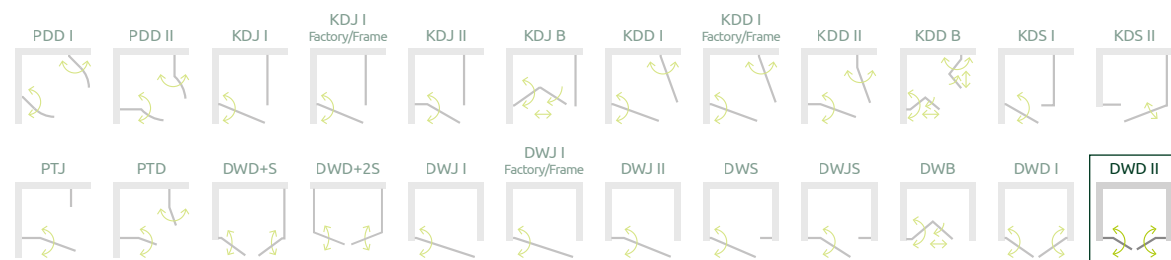 PDD I
PDD II
KDJ I
KDJ I
Factory/Frame
KDJ II
KDJ B
KDD I
KDD I
Factory/Frame
KDD II
KDD B
KDS I
KDS II
PTJ
PTD
DWD+S
DWD+2S
DWJ I
DWJ I
Factory/Frame
DWJ II
DWS
DWJS
DWB
DWD I
DWD II